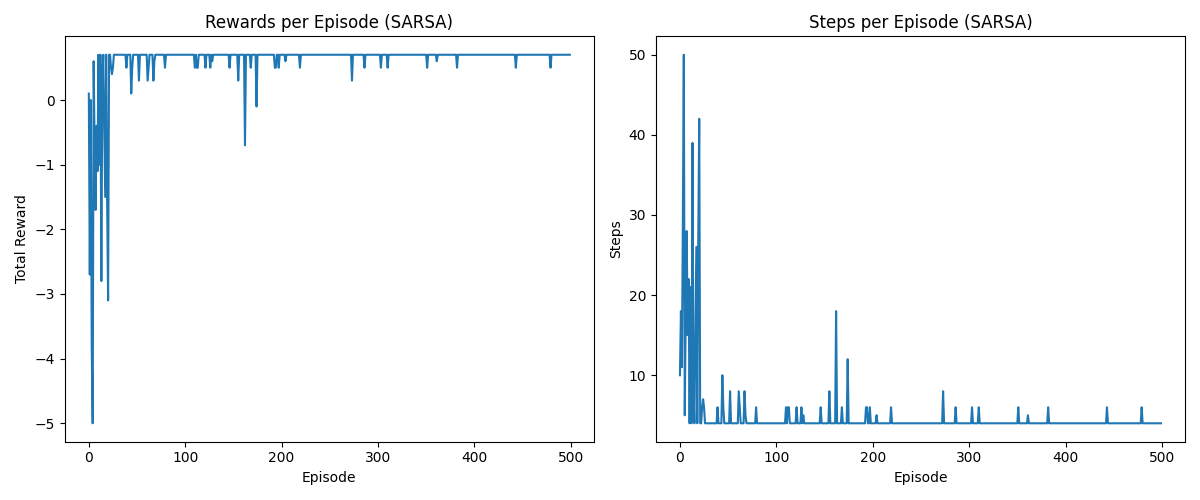 Rewards per Episode (SARSA)
0
−1
−2
−3
−4
−5
Total Reward
0 100 200 300 400 500
Episode
Steps per Episode (SARSA)
50
40
30
20
10
Steps
0 100 200 300 400 500
Episode